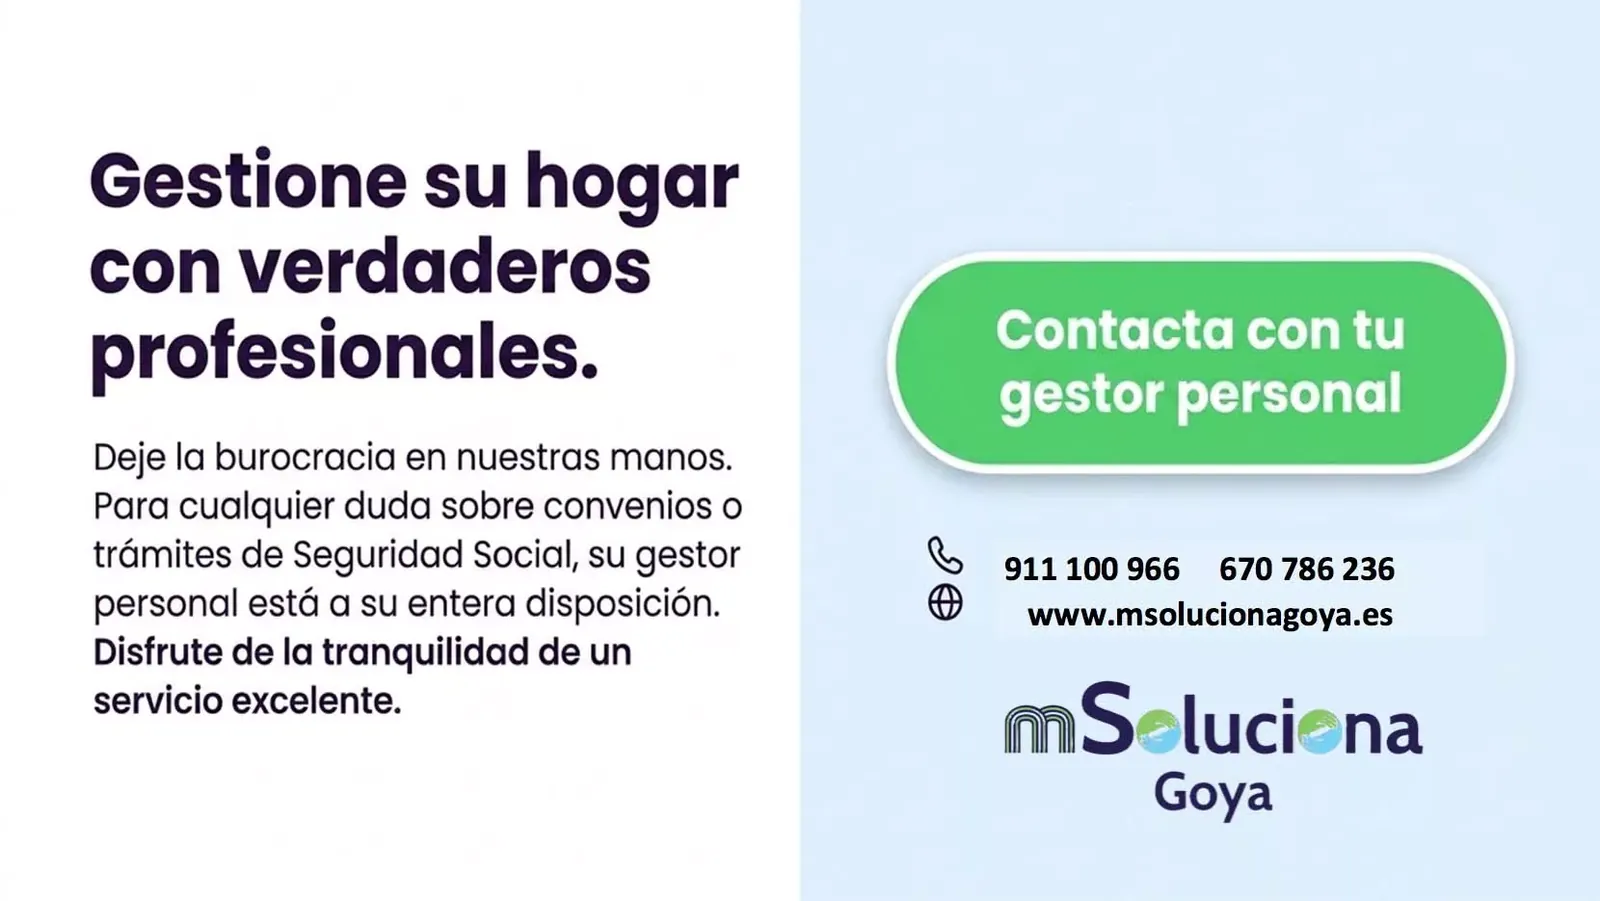 Gestione su hogar
con verdaderos
profesionales.
Deje la burocracia en nuestras manos.
Para cualquier duda sobre convenios o
trámites de Seguridad Social, su gestor
personal está a su entera disposición.
Disfrute de la tranquilidad de un
servicio excelente.
Contacta con tu
gestor personal
911 100 966 670 786 236
www.msolucionagoya.es
mSoluciona
Goya